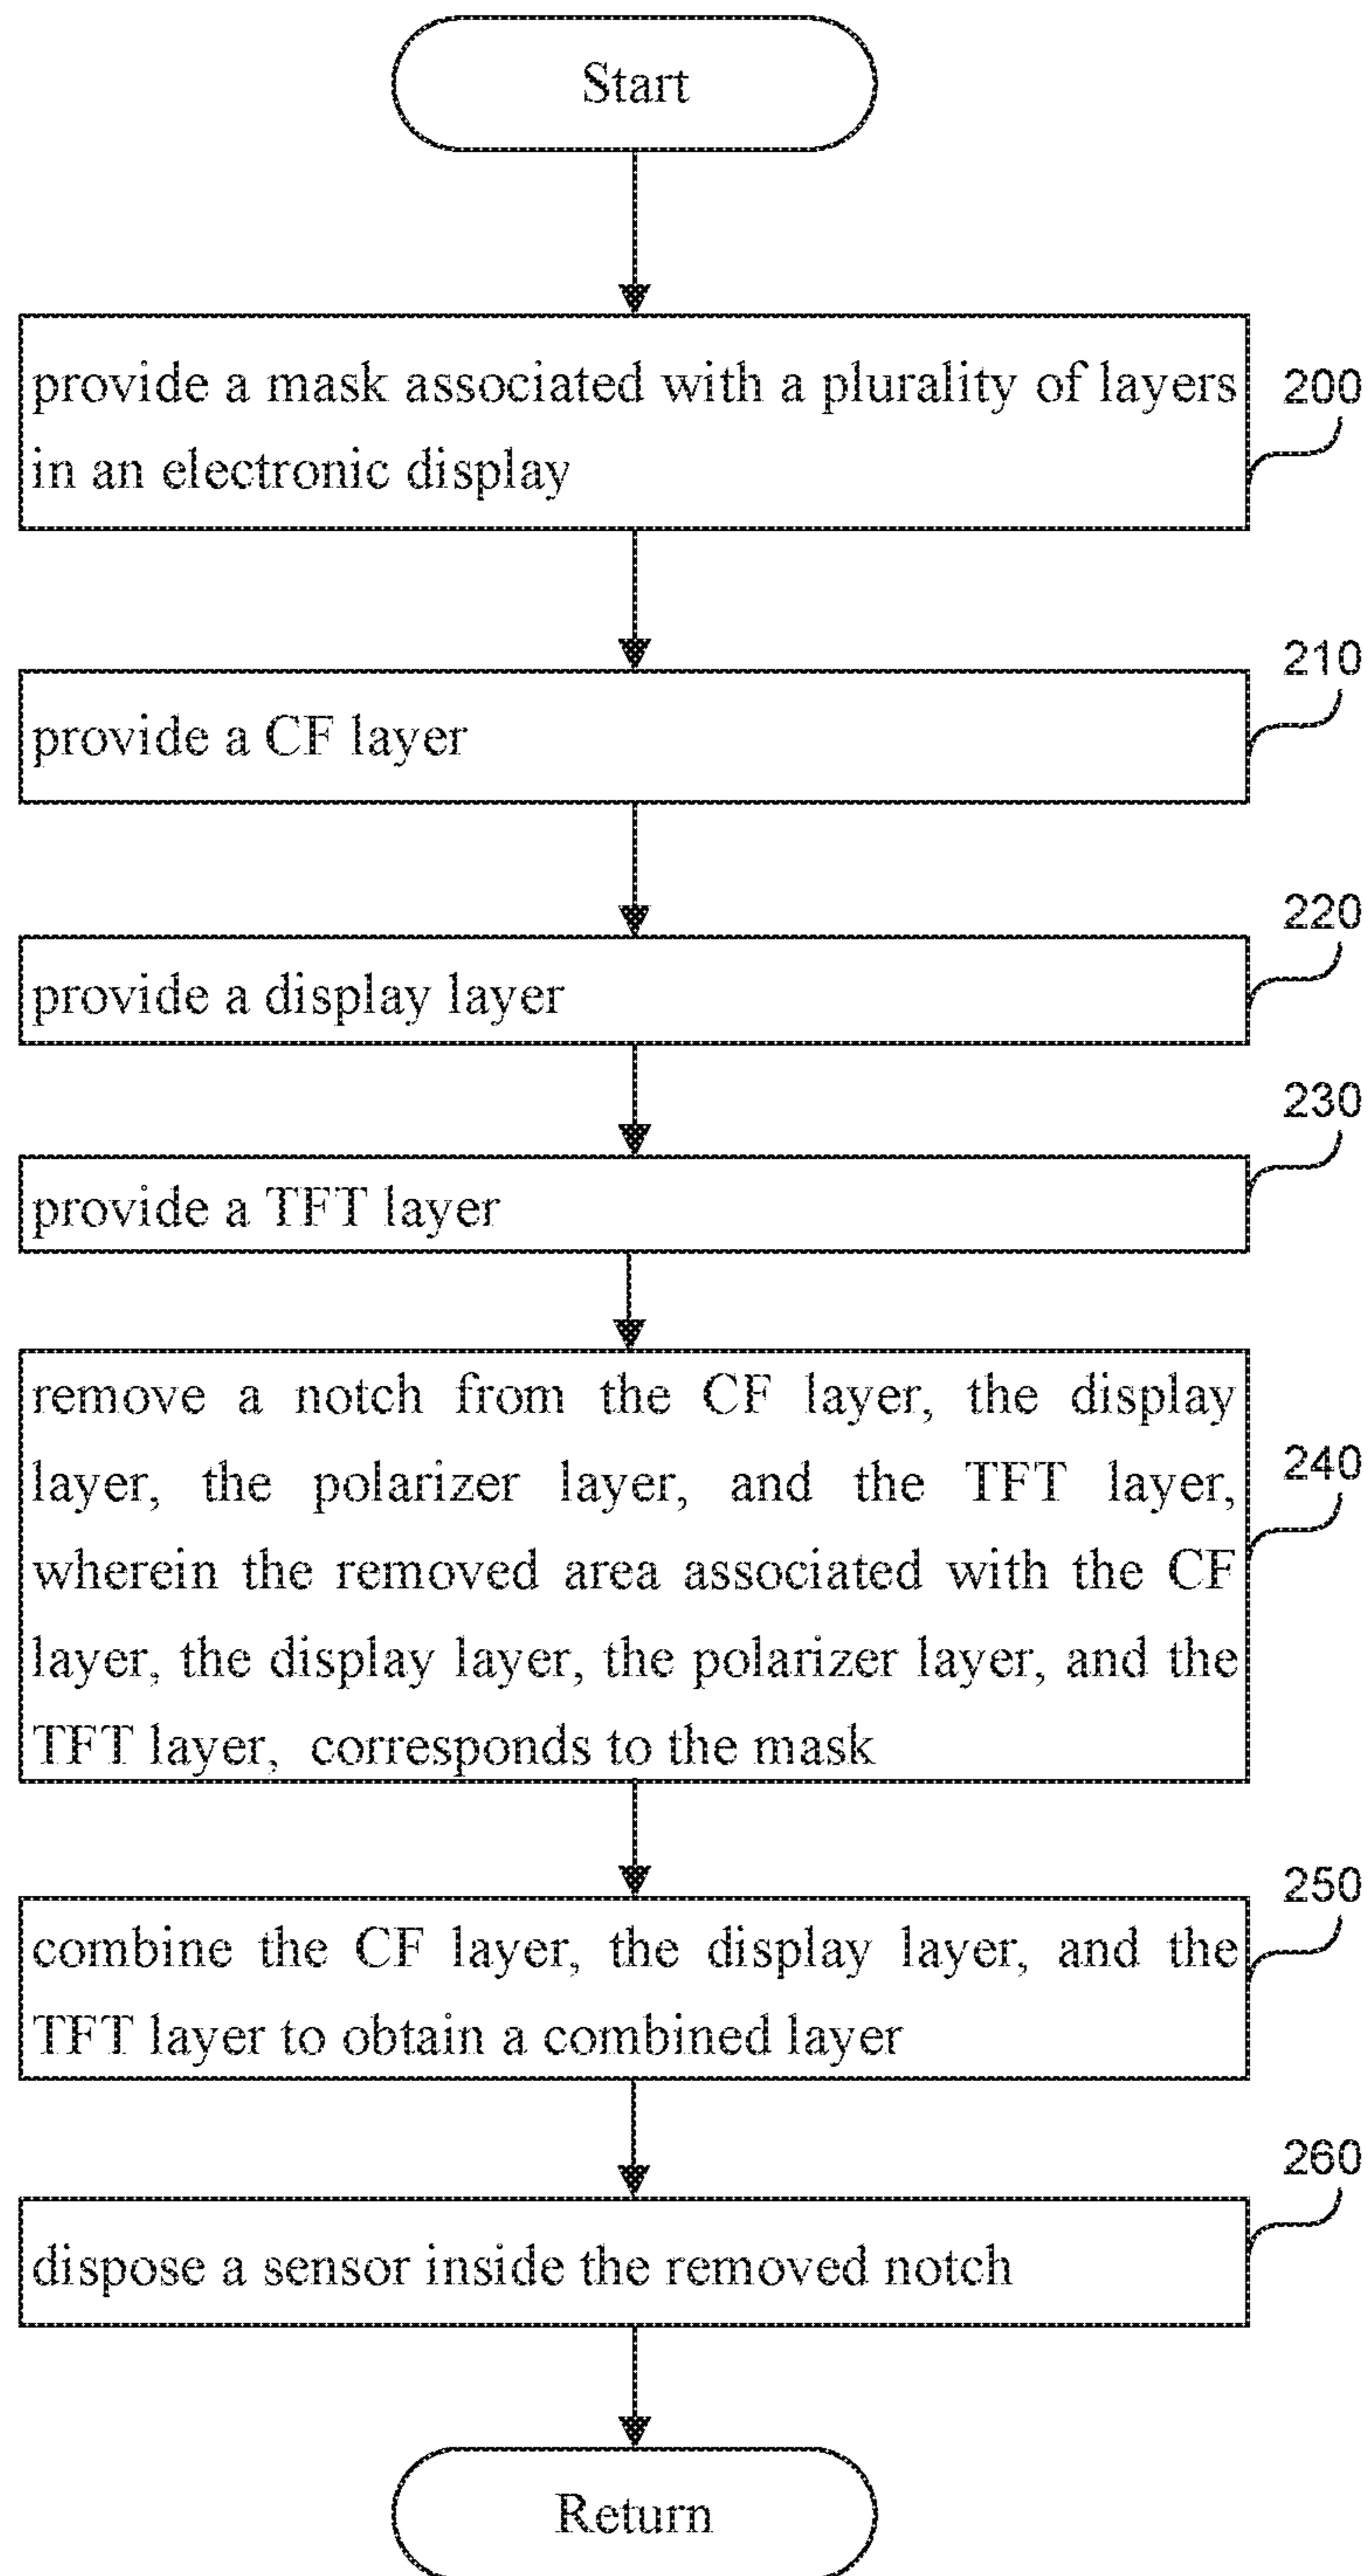 Start
provide a mask associated with a plurality of layers
in an electronic display
200
210
provide a CF layer
220
provide a display layer
230
provide a TFT layer
remove a notch from the CF layer, the display
layer, the polarizer layer, and the TFT layer,
240
wherein the removed area associated with the CF
layer, the display layer, the polarizer layer, and the
TFT layer, corresponds to the mask
250
combine the CF layer, the display layer, and the
TFT layer to obtain a combined layer
260
dispose a sensor inside the removed notch
Return